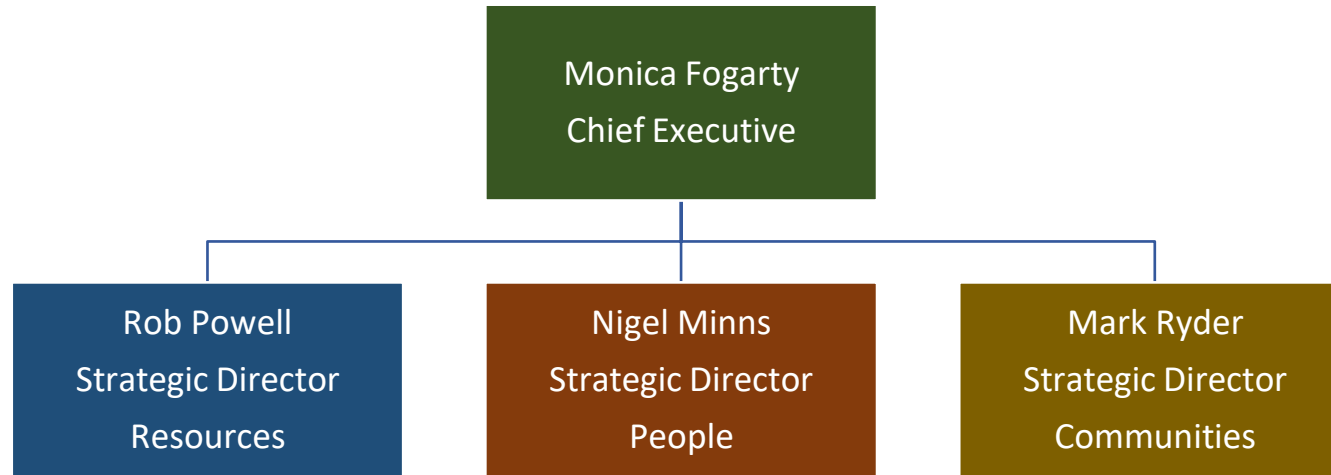 Monica Fogarty
Chief Executive
Rob Powell
Strategic Director
Resources
Nigel Minns
Strategic Director
People
Mark Ryder
Strategic Director
Communities